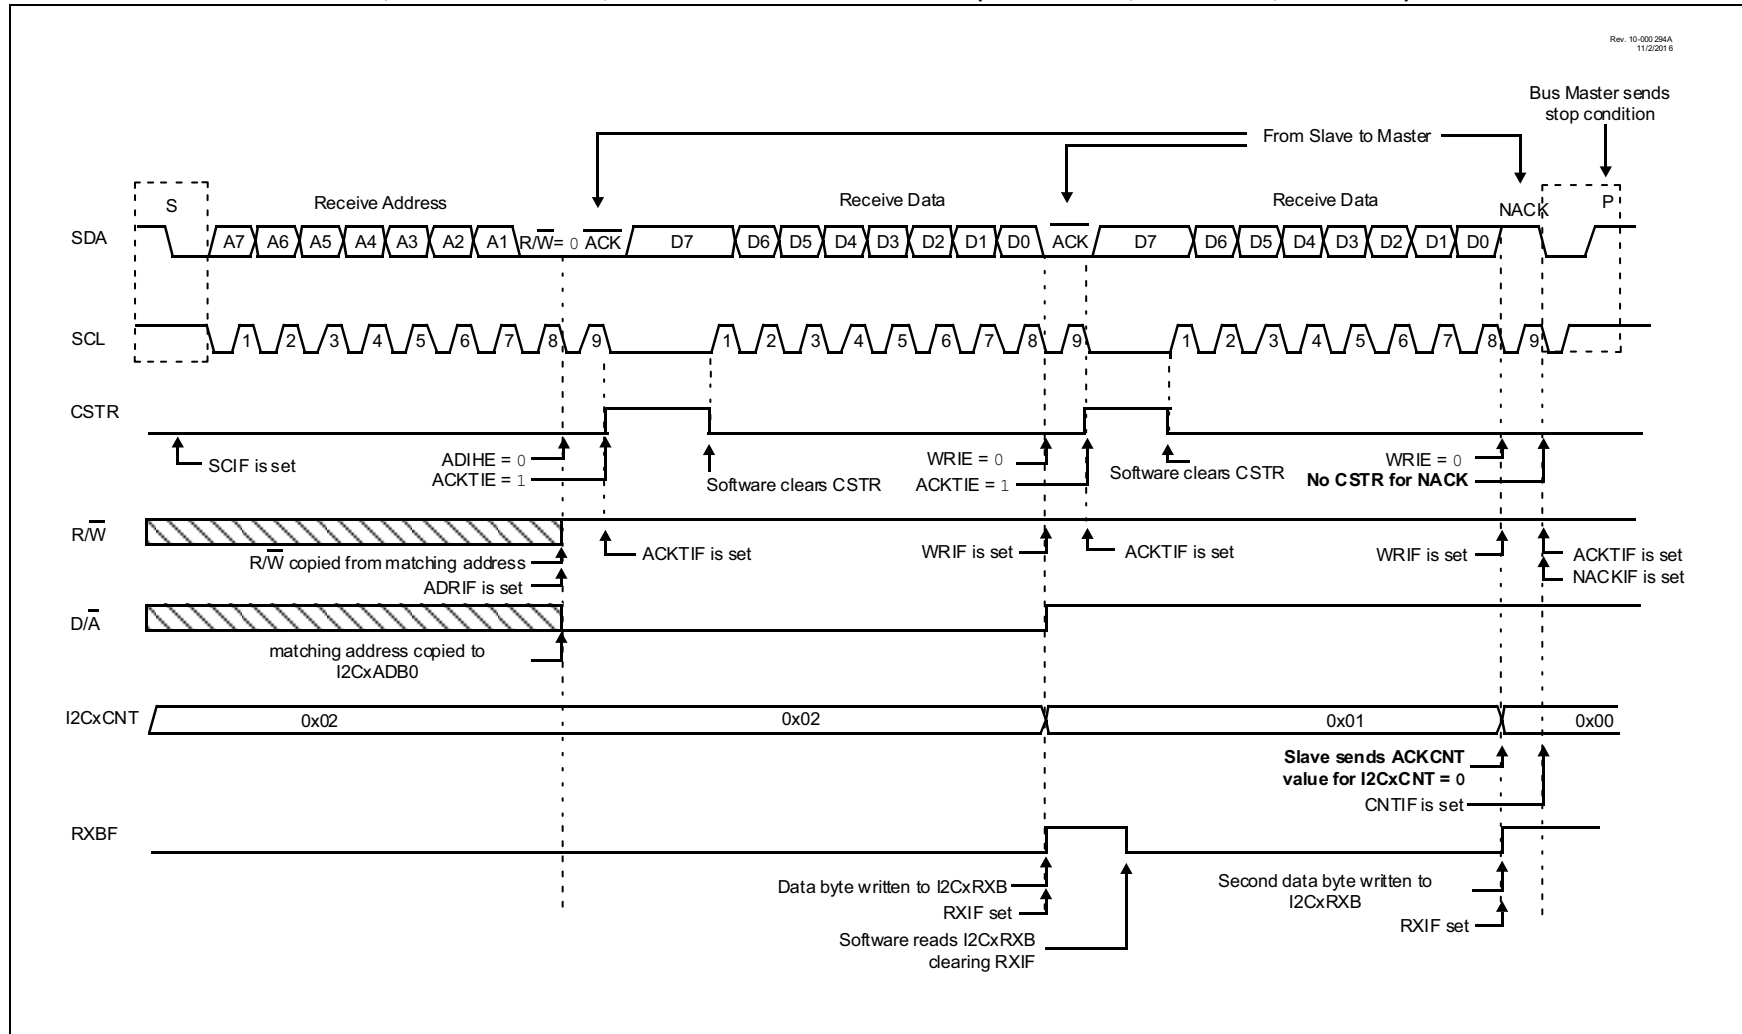 Rev. 10-000 294A
11/2/2016
Bus Master sends
stop condition
From Slave to Master
S
Receive Address
Receive Data
Receive Data
NACK
P
SDA
A7 A6 A5 A4 A3 A2 A1 R/W̅= 0 A̅C̅K̅ D7 D6 D5 D4 D3 D2 D1 D0 A̅C̅K̅ D7 D6 D5 D4 D3 D2 D1 D0
SCL
1 2 3 4 5 6 7 8 9 1 2 3 4 5 6 7 8 9 1 2 3 4 5 6 7 8 9
CSTR
SCIF is set
ADIHE = 0
ACKTIE = 1
Software clears CSTR
WRIE = 0
ACKTIE = 1
Software clears CSTR
WRIE = 0
No CSTR for NACK
R/W̅
R/W̅ copied from matching address
ADRIF is set
ACKTIF is set
WRIF is set
ACKTIF is set
WRIF is set
ACKTIF is set
NACKIF is set
D/A̅
matching address copied to
I2CxADB0
I2CxCNT
0x02
0x02
0x01
0x00
Slave sends ACKCNT
value for I2CxCNT = 0
CNTIF is set
RXBF
Data byte written to I2CxRXB
RXIF set
Software reads I2CxRXB
clearing RXIF
Second data byte written to
I2CxRXB
RXIF set